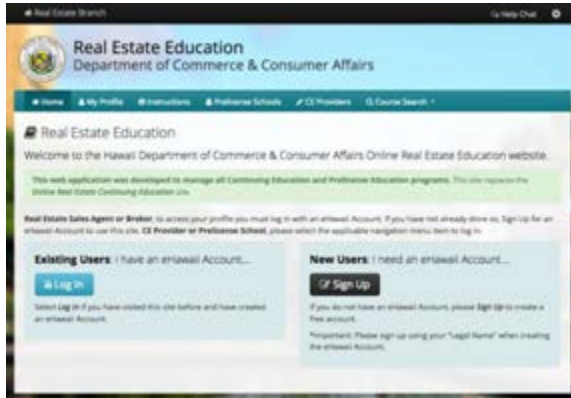 Real Estate Branch
Help Chat
Real Estate Education
Department of Commerce & Consumer Affairs
Home My Profile Instructions Prelicense Schools CE Providers Course Search
Real Estate Education
Welcome to the Hawaii Department of Commerce & Consumer Affairs Online Real Estate Education website.
This web application was developed to manage all Continuing Education and Prelicense Education programs. This site replaces the
Online Real Estate Continuing Education site.
Real Estate Sales Agent or Broker, to access your profile you must log in with an eHawaii Account. If you have not already done so, Sign Up for an
eHawaii Account to use this site. CE Provider or Prelicense School, please select the applicable navigation menu item to log in.
Existing Users: I have an eHawaii Account...
Log In
Select Log In if you have visited this site before and have created
an eHawaii Account.
New Users: I need an eHawaii Account...
Sign Up
If you do not have an eHawaii Account, please Sign Up to create a
free account.
*Important: Please sign up using your "Legal Name" when creating
the eHawaii Account.